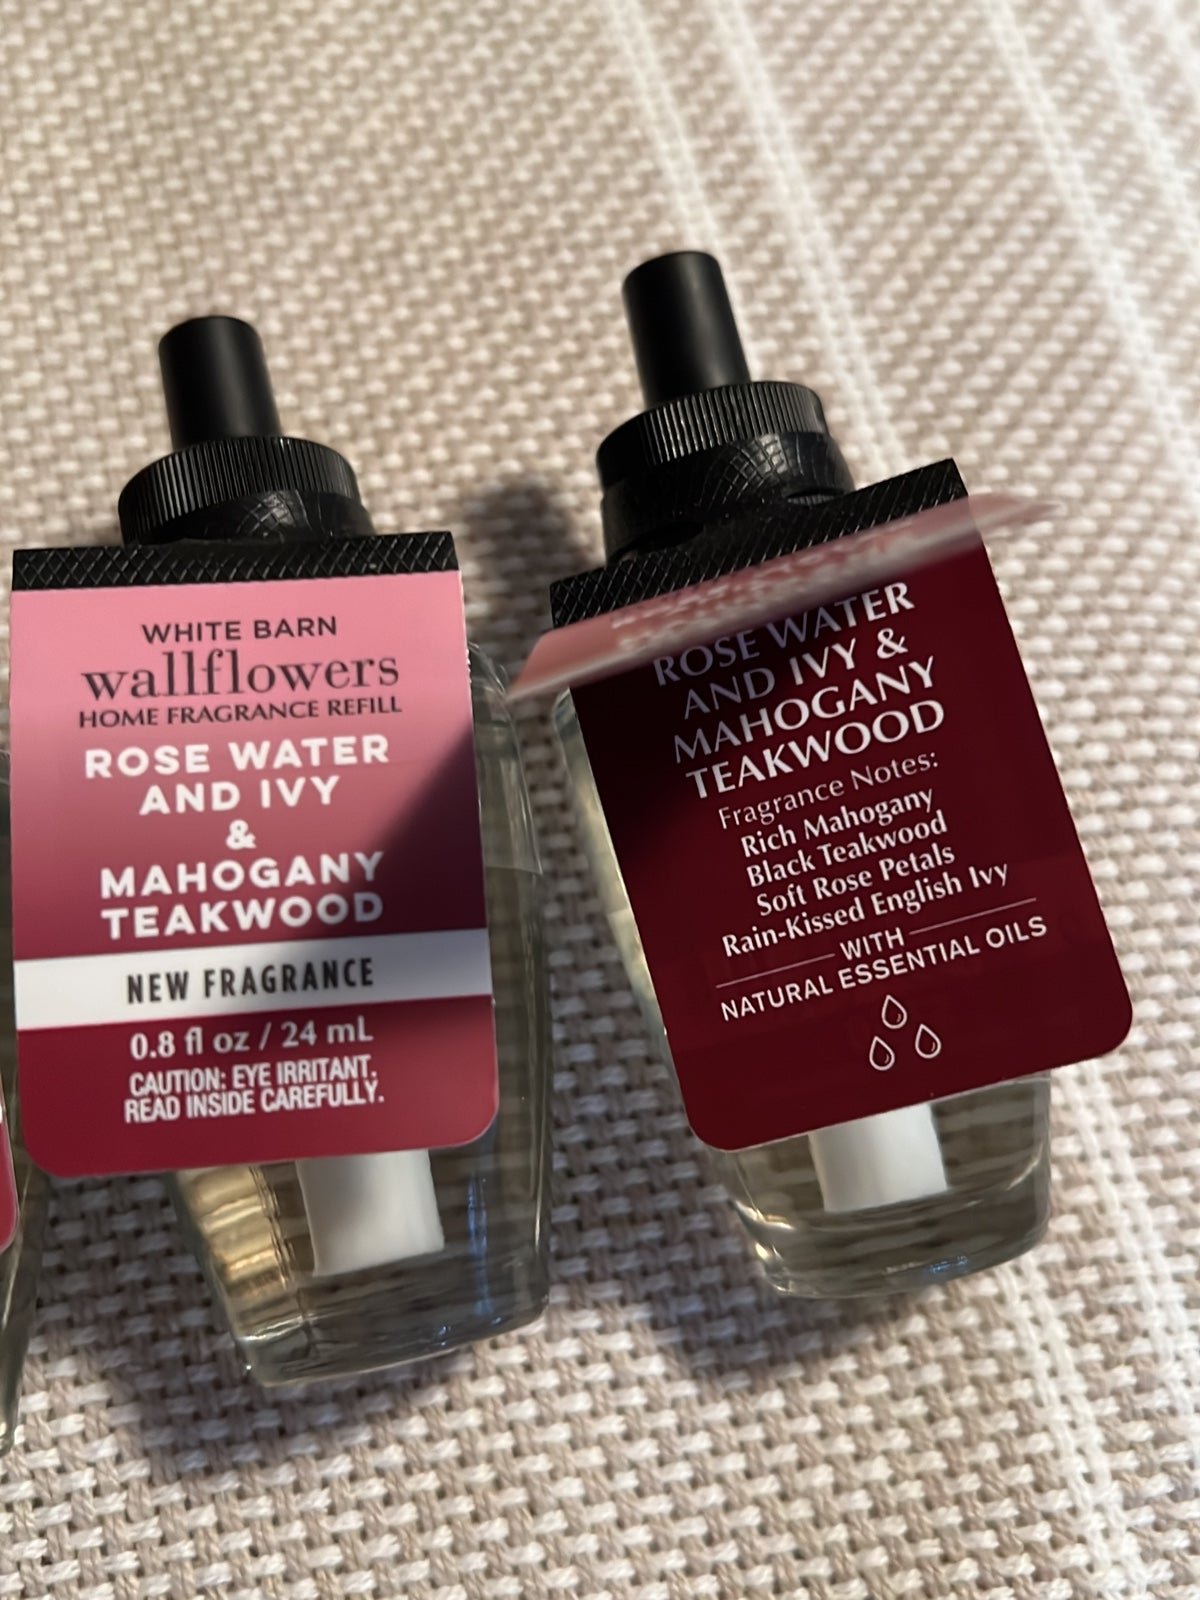 WHITE BARN
wallflowers
HOME FRAGRANCE REFILL
ROSE WATER
AND IVY
&
MAHOGANY
TEAKWOOD
NEW FRAGRANCE
0.8 fl oz / 24 mL
CAUTION: EYE IRRITANT.
READ INSIDE CAREFULLY.
ROSE WATER
AND IVY &
MAHOGANY
TEAKWOOD
Fragrance Notes:
Rich Mahogany
Black Teakwood
Soft Rose Petals
Rain-Kissed English Ivy
WITH
NATURAL ESSENTIAL OILS